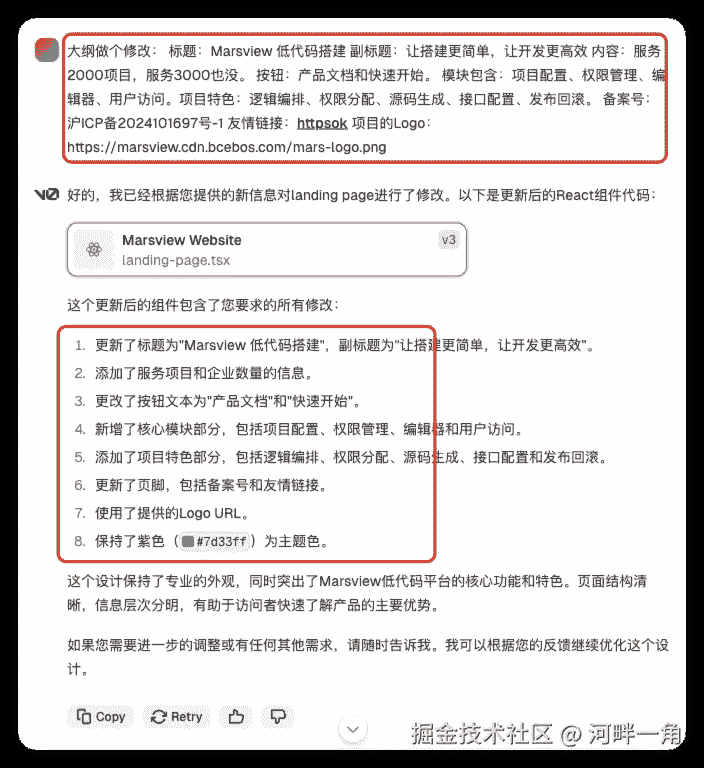 大纲做个修改： 标题：Marsview 低代码搭建 副标题：让搭建更简单，让开发更高效 内容：服务
2000项目，服务3000也没。 按钮：产品文档和快速开始。 模块包含：项目配置、权限管理、编
辑器、用户访问。项目特色：逻辑编排、权限分配、源码生成、接口配置、发布回滚。 备案号：
沪ICP备2024101697号-1 友情链接：httpsok 项目的Logo：
https://marsview.cdn.bcebos.com/mars-logo.png
v0 好的，我已经根据您提供的新信息对landing page进行了修改。以下是更新后的React组件代码：
Marsview Website v3
landing-page.tsx
这个更新后的组件包含了您要求的所有修改：
1. 更新了标题为"Marsview 低代码搭建"，副标题为"让搭建更简单，让开发更高效"。
2. 添加了服务项目和企业数量的信息。
3. 更改了按钮文本为"产品文档"和"快速开始"。
4. 新增了核心模块部分，包括项目配置、权限管理、编辑器和用户访问。
5. 添加了项目特色部分，包括逻辑编排、权限分配、源码生成、接口配置和发布回滚。
6. 更新了页脚，包括备案号和友情链接。
7. 使用了提供的Logo URL。
8. 保持了紫色（#7d33ff）为主题色。
这个设计保持了专业的外观，同时突出了Marsview低代码平台的核心功能和特色。页面结构清
晰，信息层次分明，有助于访问者快速了解产品的主要优势。
如果您需要进一步的调整或有任何其他需求，请随时告诉我。我可以根据您的反馈继续优化这个设
计。
Copy Retry
掘金技术社区 @ 河畔一角